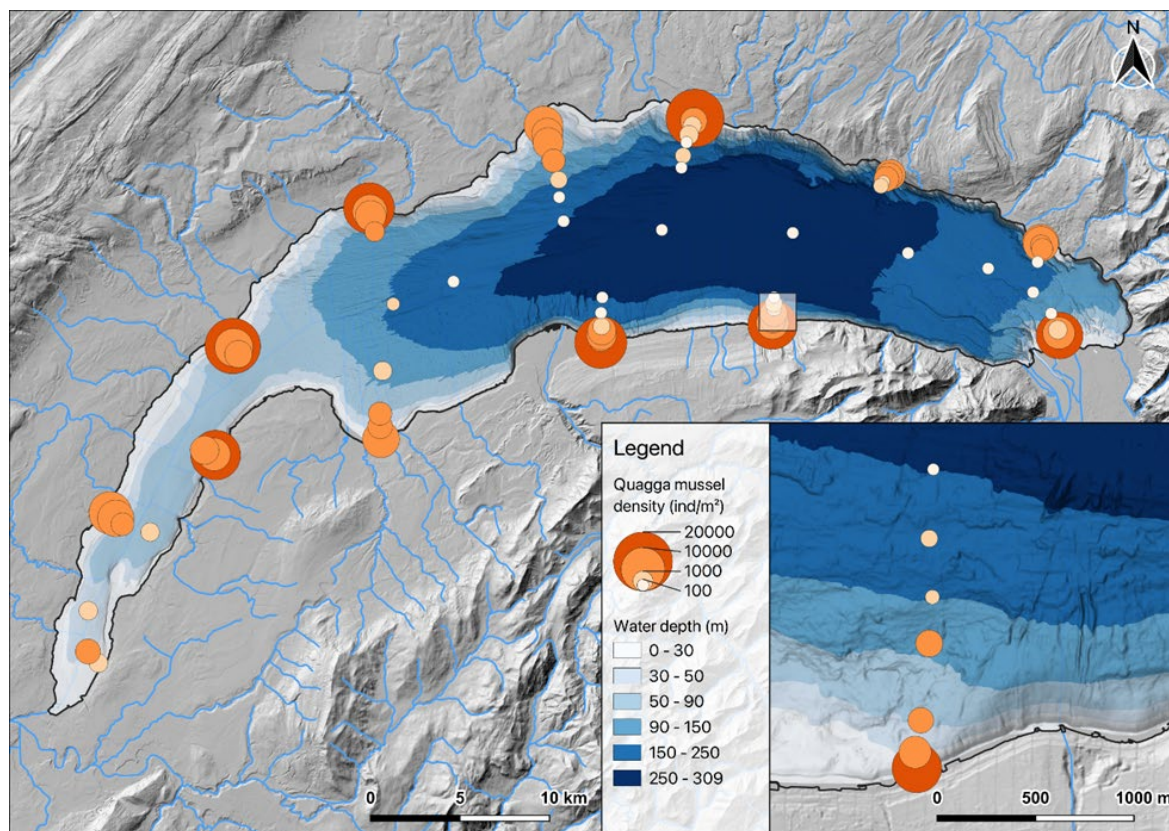 N
Legend
Quagga mussel
density (ind/m²)
20000
10000
1000
100
Water depth (m)
0 - 30
30 - 50
50 - 90
90 - 150
150 - 250
250 - 309
0 5 10 km
0 500 1000 m